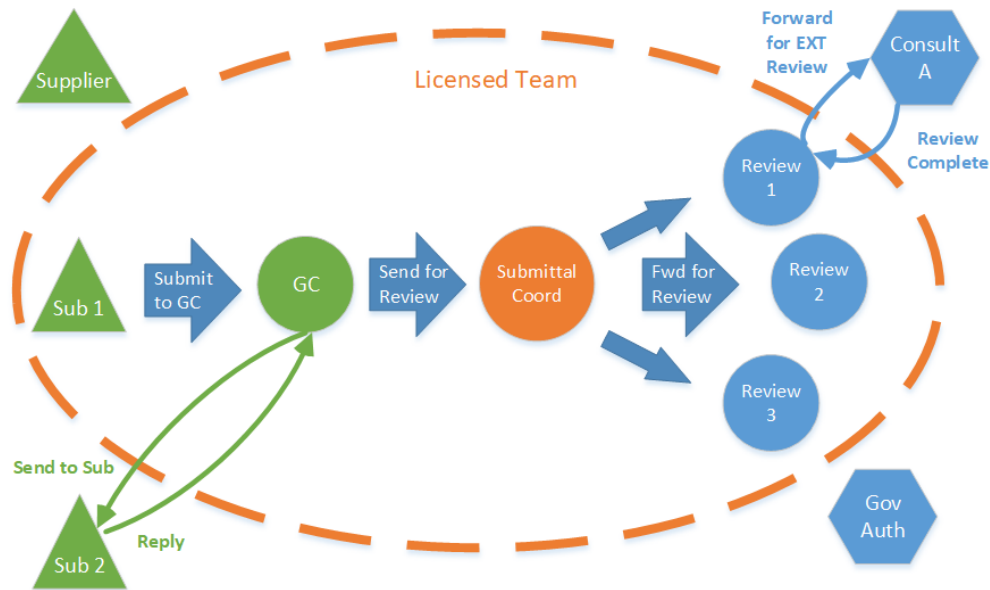 Supplier
Licensed Team
Forward
for EXT
Review
Consult
A
Review
Complete
Review
1
Sub 1
Submit
to GC
GC
Send for
Review
Submittal
Coord
Fwd for
Review
Review
2
Review
3
Send to Sub
Reply
Sub 2
Gov
Auth